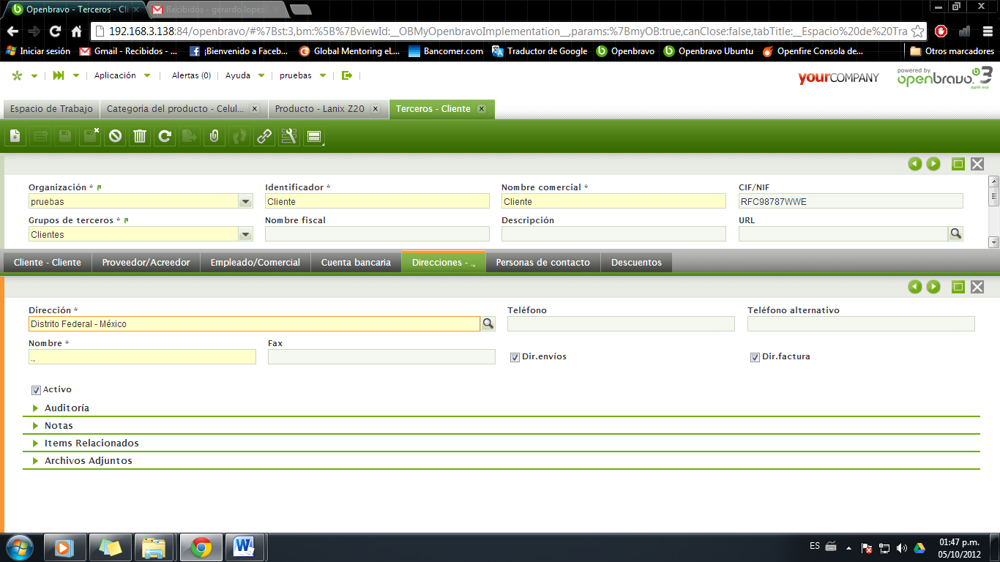 Openbravo - Terceros - Cli
Recibidos - gerardo.lopez
192.168.3.138:84/openbravo/#%7Bst:3,bm:%5B%7BviewId:__OBMyOpenbravoImplementation__,params:%7BmyOB:true,canClose:false,tabTitle:__Espacio%20de%20Tra
Iniciar sesión Gmail - Recibidos - ... ¡Bienvenido a Faceb... Global Mentoring eL... Bancomer.com Traductor de Google Openbravo Openbravo Ubuntu Openfire Consola de... Otros marcadores
Aplicación Alertas (0) Ayuda pruebas
yourCOMPANY
powered by
openbravo 3
agile erp
Espacio de Trabajo Categoria del producto - Celul... Producto - Lanix Z20 Terceros - Cliente
Organización * Identificador * Nombre comercial * CIF/NIF
pruebas Cliente Cliente RFC98787WWE
Grupos de terceros * Nombre fiscal Descripción URL
Clientes
Cliente - Cliente Proveedor/Acreedor Empleado/Comercial Cuenta bancaria Direcciones - ., Personas de contacto Descuentos
Dirección * Teléfono Teléfono alternativo
Distrito Federal - México
Nombre * Fax
., Dir.envíos Dir.factura
Activo
Auditoría
Notas
Items Relacionados
Archivos Adjuntos
ES 01:47 p.m.
05/10/2012